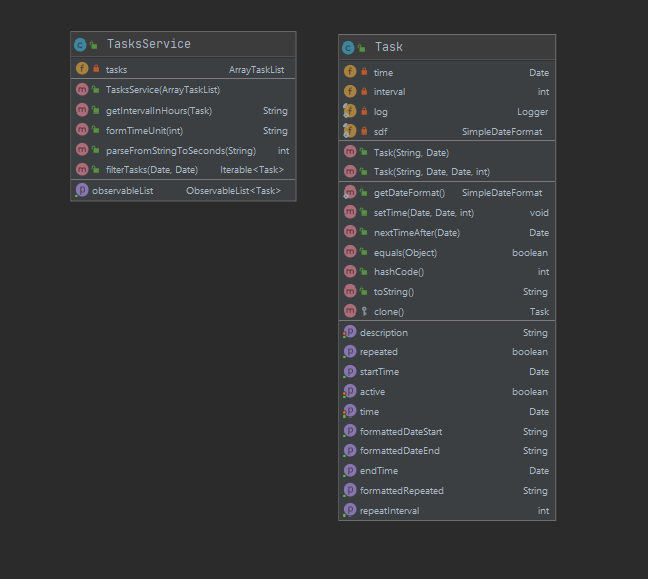 TasksService
tasks ArrayTaskList
TasksService(ArrayTaskList)
getIntervalInHours(Task) String
formTimeUnit(int) String
parseFromStringToSeconds(String) int
filterTasks(Date, Date) Iterable<Task>
observableList ObservableList<Task>
Task
time Date
interval int
log Logger
sdf SimpleDateFormat
Task(String, Date)
Task(String, Date, Date, int)
getDateFormat() SimpleDateFormat
setTime(Date, Date, int) void
nextTimeAfter(Date) Date
equals(Object) boolean
hashCode() int
toString() String
clone() Task
description String
repeated boolean
startTime Date
active boolean
time Date
formattedDateStart String
formattedDateEnd String
endTime Date
formattedRepeated String
repeatInterval int